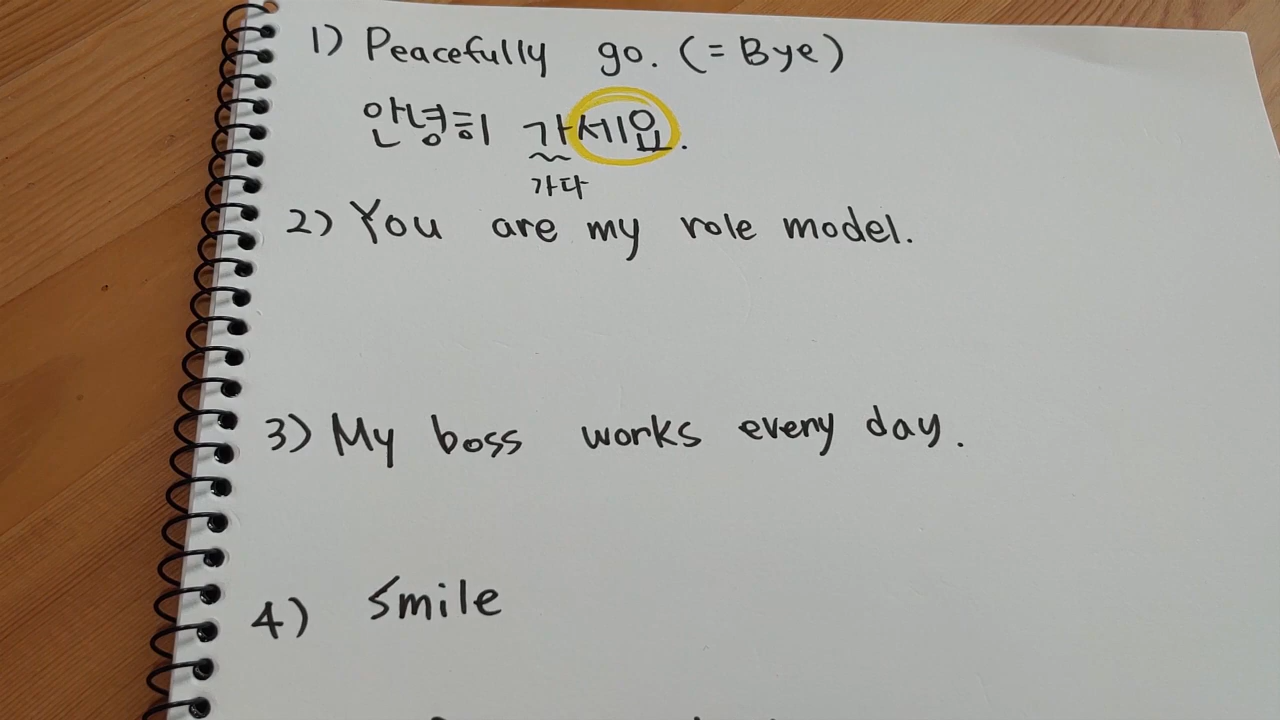 1) Peacefully go. (= Bye)
안녕히 가세요.
가다
2) You are my role model.
3) My boss works every day.
4) Smile